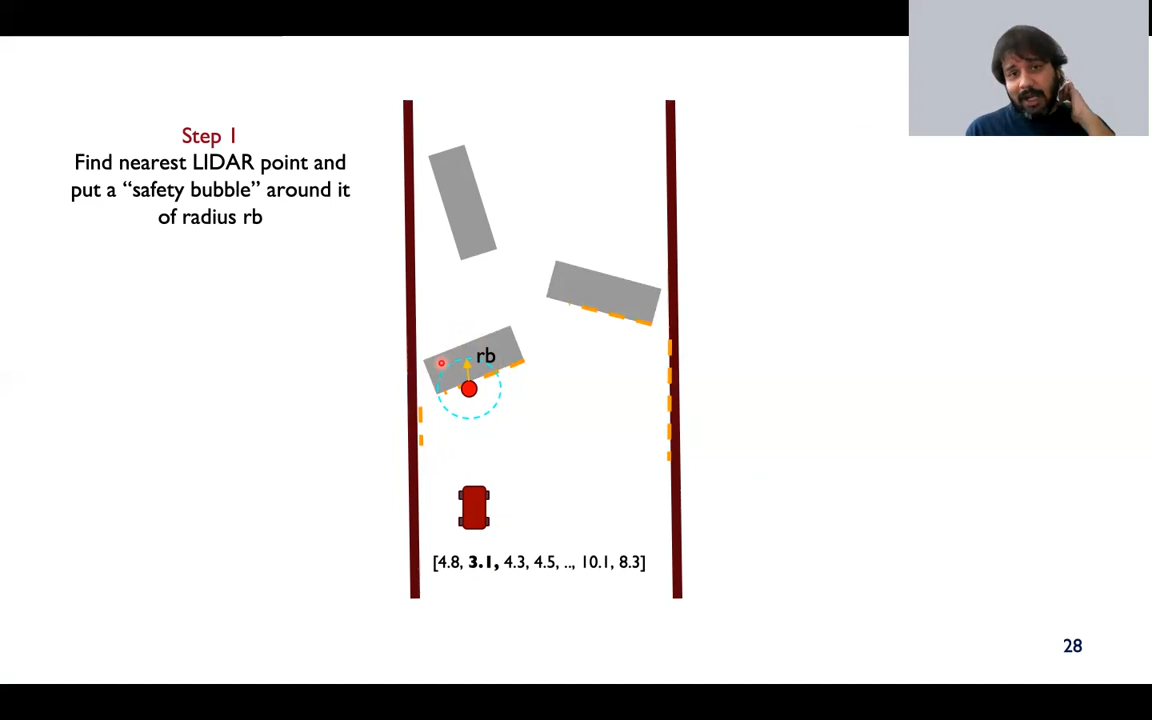 Step 1
Find nearest LIDAR point and
put a “safety bubble” around it
of radius rb
rb
[4.8, 3.1, 4.3, 4.5, .., 10.1, 8.3]
28